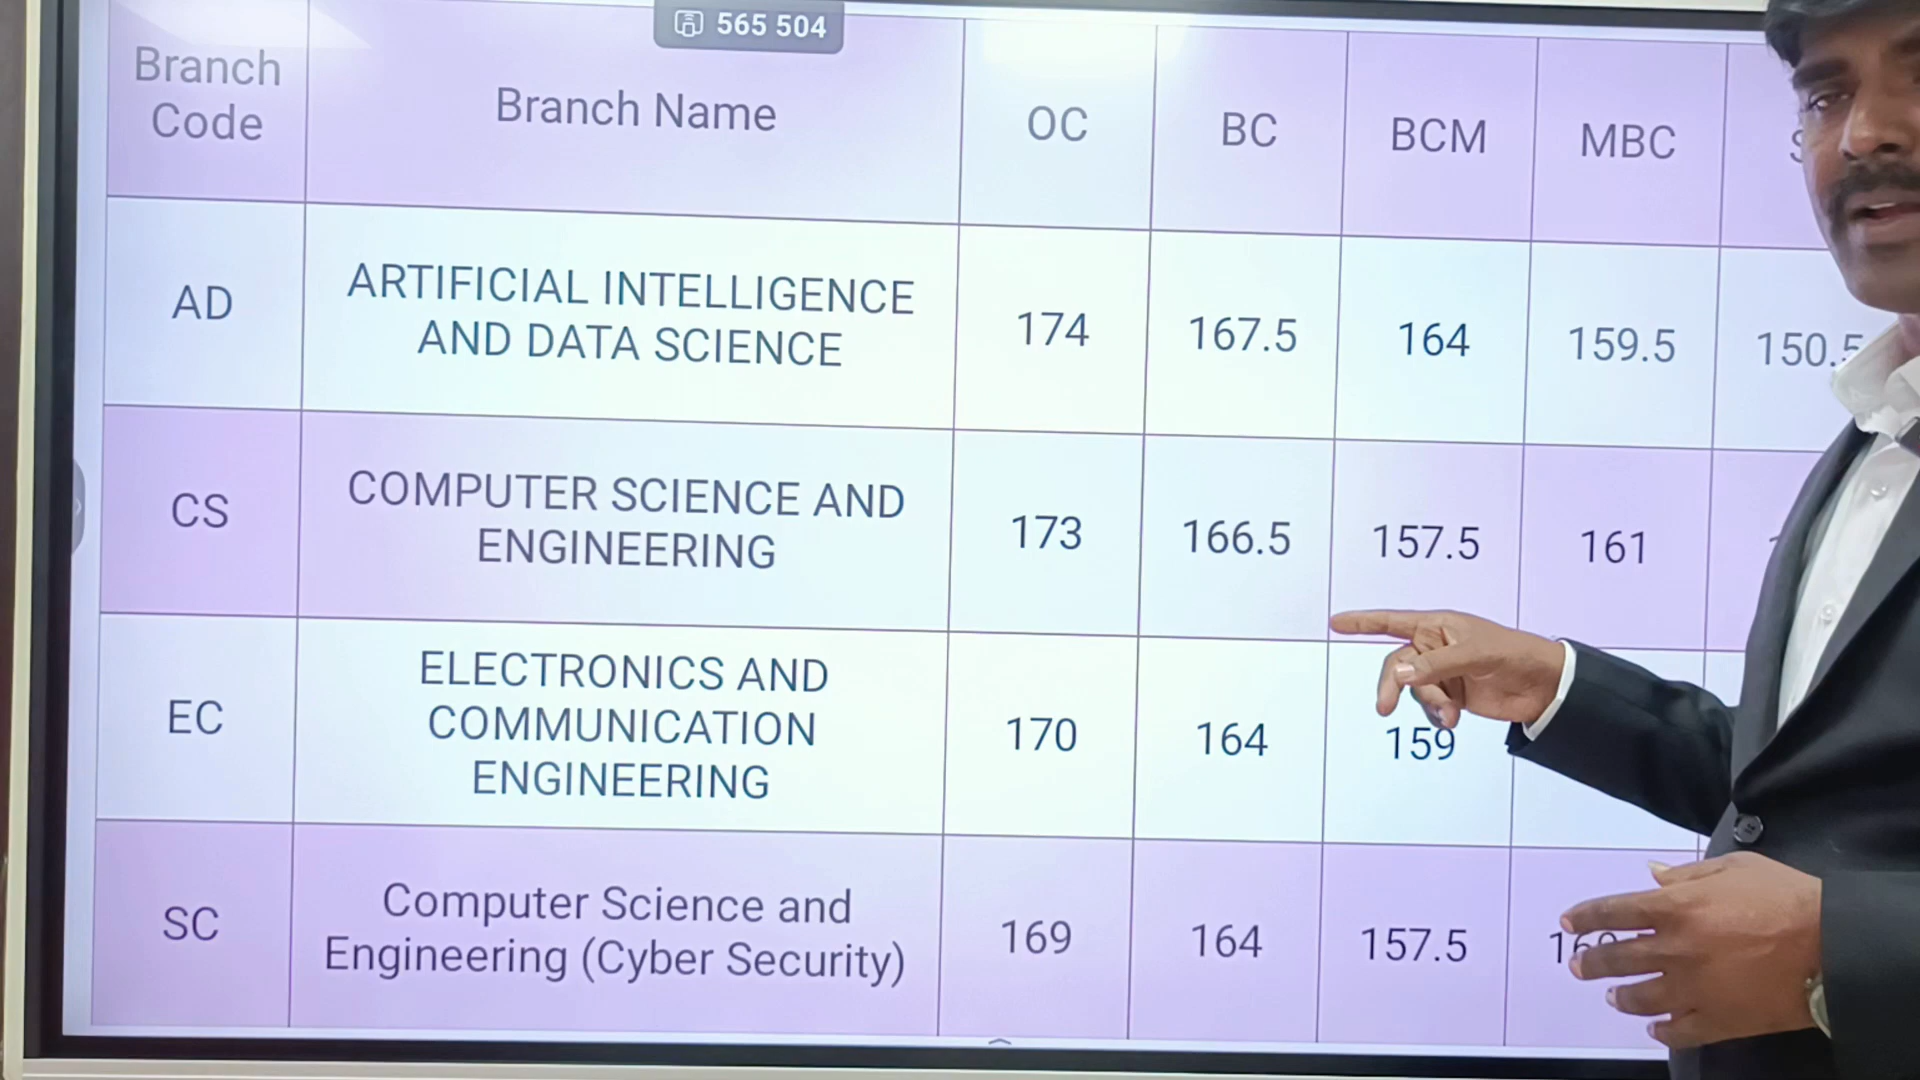 565 504
Branch
Code
Branch Name
OC
BC
BCM
MBC
AD
ARTIFICIAL INTELLIGENCE
AND DATA SCIENCE
174
167.5
164
159.5
150.5
CS
COMPUTER SCIENCE AND
ENGINEERING
173
166.5
157.5
161
EC
ELECTRONICS AND
COMMUNICATION
ENGINEERING
170
164
159
SC
Computer Science and
Engineering (Cyber Security)
169
164
157.5